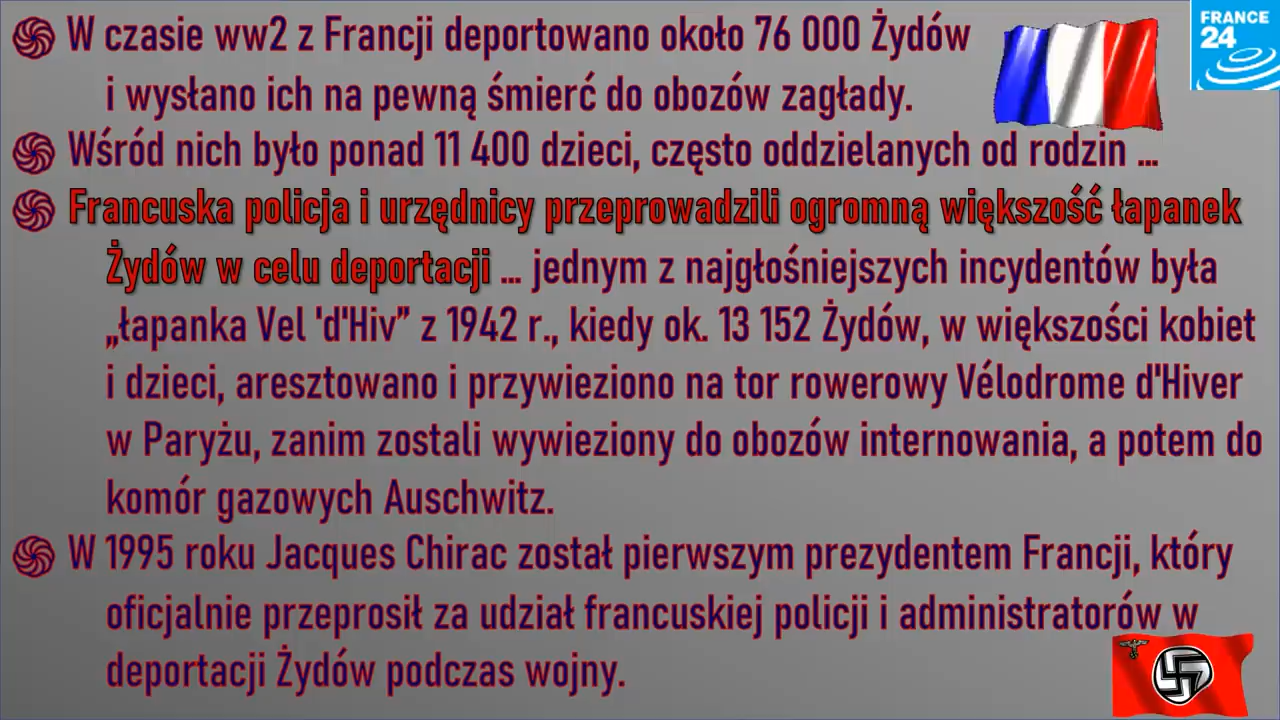 W czasie ww2 z Francji deportowano około 76 000 Żydów
i wysłano ich na pewną śmierć do obozów zagłady.
Wśród nich było ponad 11 400 dzieci, często oddzielanych od rodzin ...
Francuska policja i urzędnicy przeprowadzili ogromną większość łapanek
Żydów w celu deportacji ... jednym z najgłośniejszych incydentów była
„łapanka Vel 'd'Hiv” z 1942 r., kiedy ok. 13 152 Żydów, w większości kobiet
i dzieci, aresztowano i przywieziono na tor rowerowy Vélodrome d'Hiver
w Paryżu, zanim zostali wywieziony do obozów internowania, a potem do
komór gazowych Auschwitz.
W 1995 roku Jacques Chirac został pierwszym prezydentem Francji, który
oficjalnie przeprosił za udział francuskiej policji i administratorów w
deportacji Żydów podczas wojny.
FRANCE
24